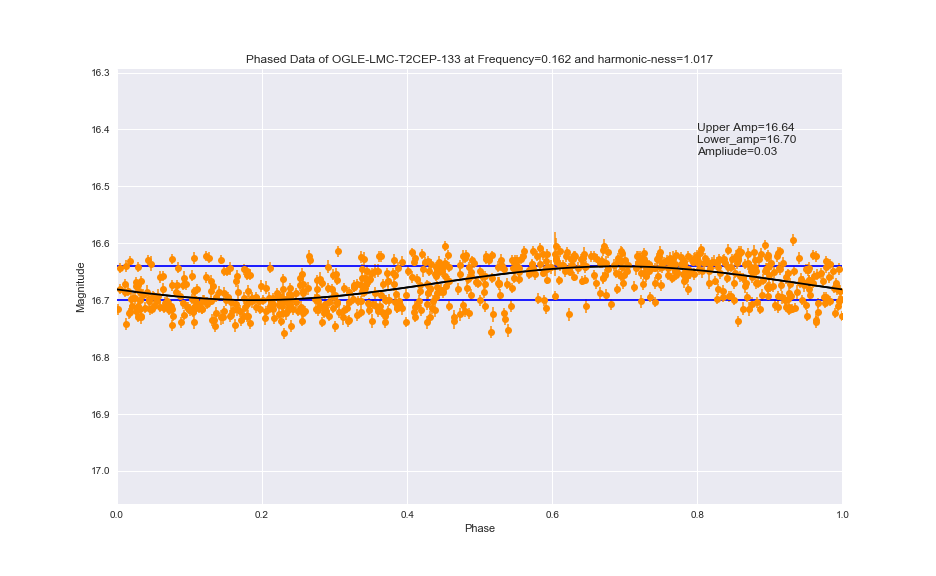 Phased Data of OGLE-LMC-T2CEP-133 at Frequency=0.162 and harmonic-ness=1.017
16.3
16.4
16.5
16.6
16.7
16.8
16.9
17.0
Magnitude
Upper Amp=16.64
Lower_amp=16.70
Ampliude=0.03
0.0 0.2 0.4 0.6 0.8 1.0
Phase